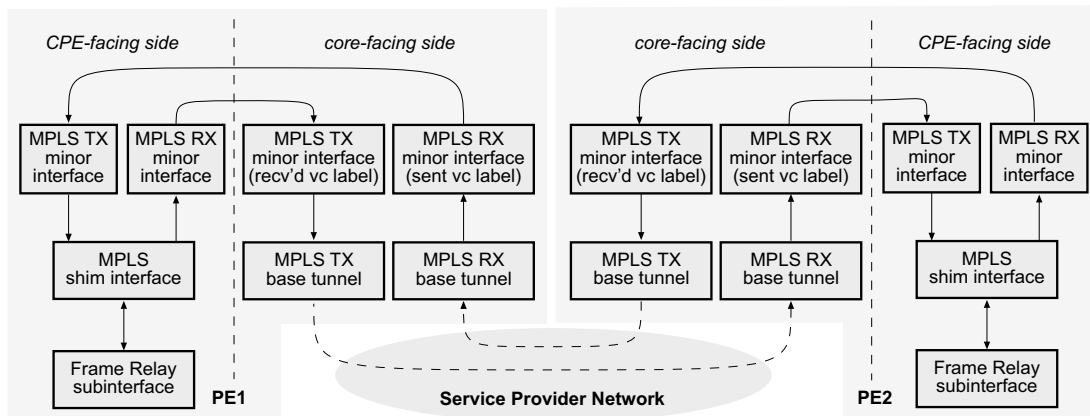 CPE-facing side
core-facing side
core-facing side
CPE-facing side
MPLS TX
minor
interface
MPLS RX
minor
interface
MPLS TX
minor interface
(recv'd vc label)
MPLS RX
minor interface
(sent vc label)
MPLS TX
minor interface
(recv'd vc label)
MPLS RX
minor interface
(sent vc label)
MPLS TX
minor
interface
MPLS RX
minor
interface
MPLS
shim interface
MPLS TX
base tunnel
MPLS RX
base tunnel
MPLS TX
base tunnel
MPLS RX
base tunnel
MPLS
shim interface
Frame Relay
subinterface
PE1
Service Provider Network
PE2
Frame Relay
subinterface